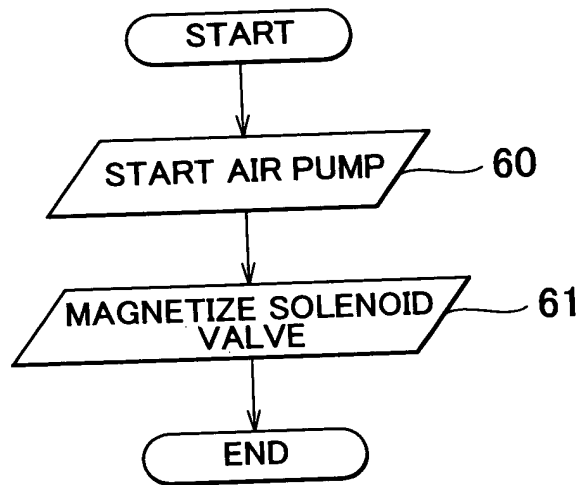 START
START AIR PUMP
60
MAGNETIZE SOLENOID
VALVE
61
END